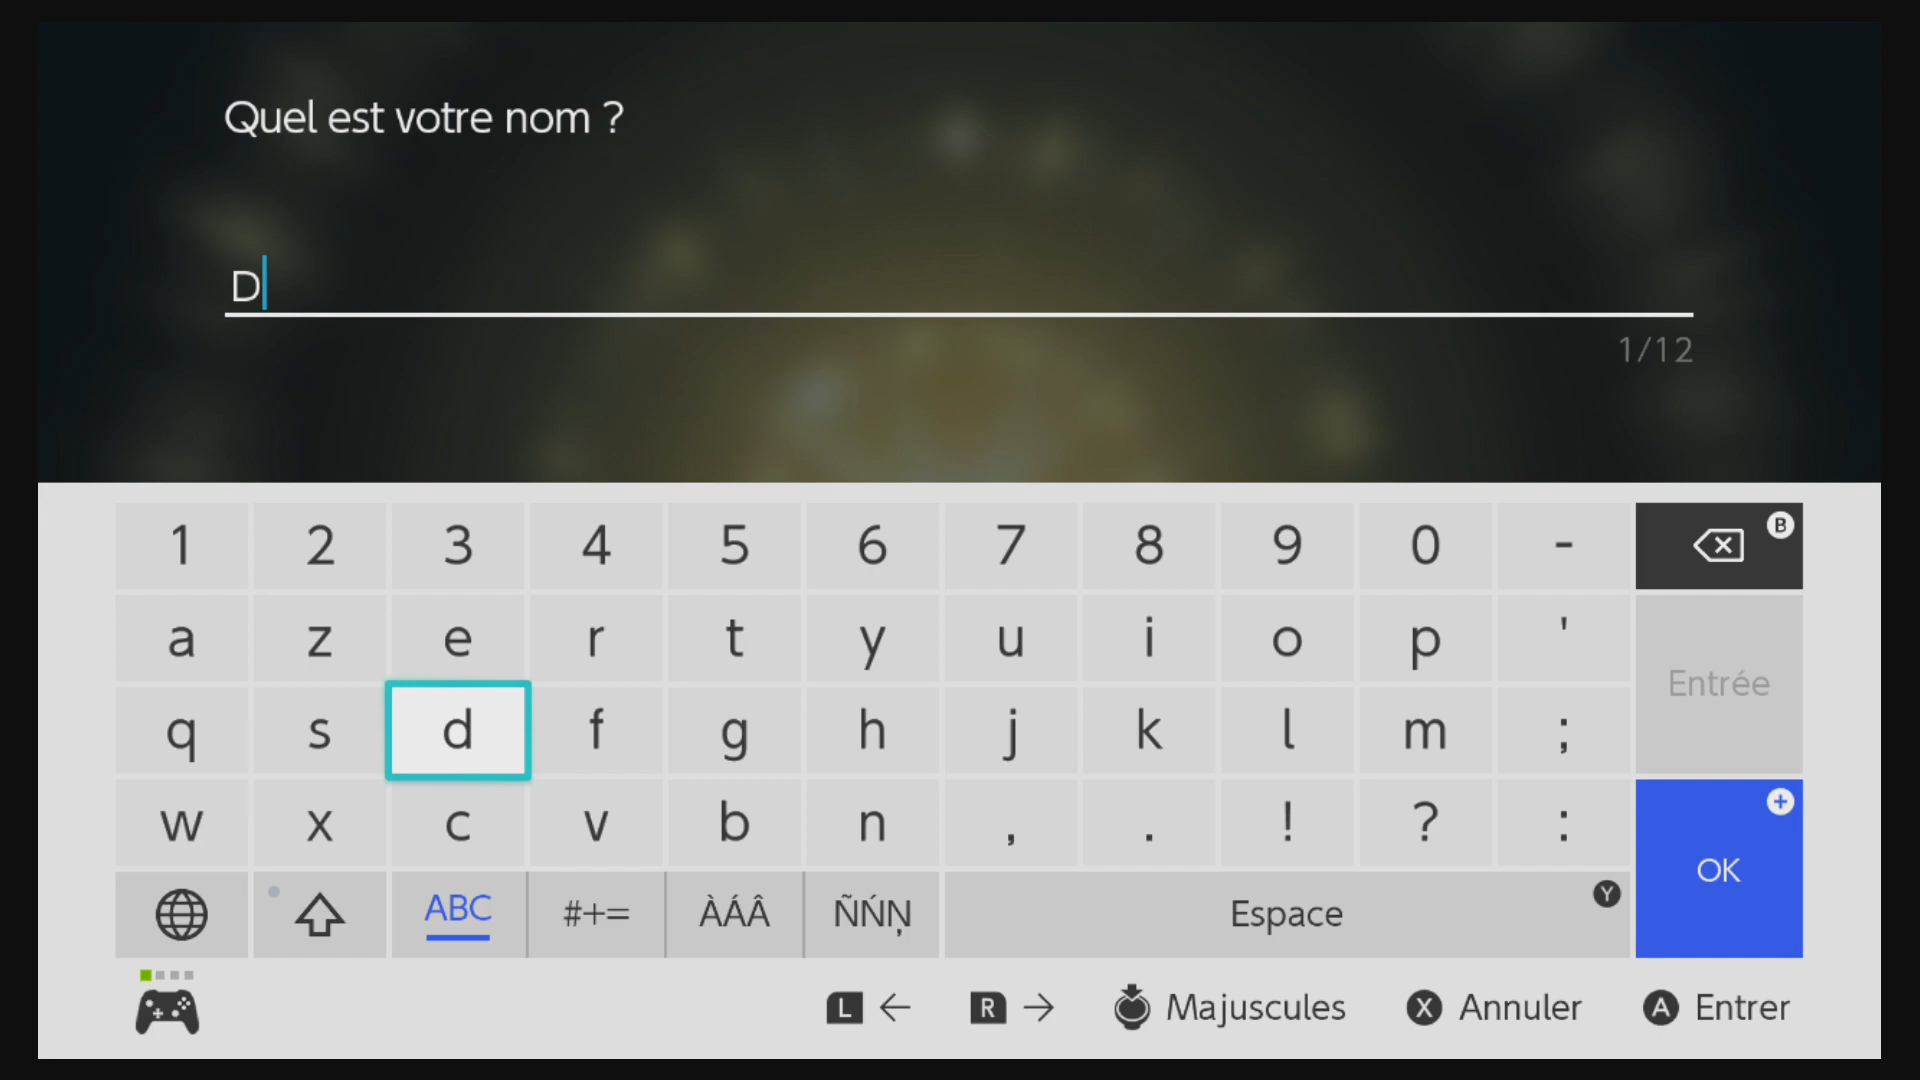 Quel est votre nom ?
D
1/12
1 2 3 4 5 6 7 8 9 0 - B
a z e r t y u i o p '
Entrée
q s d f g h j k l m ;
w x c v b n , . ! ? : +
OK
ABC #+= ÀÁÂ ÑŃŅ Espace Y
L ← R → Majuscules X Annuler A Entrer